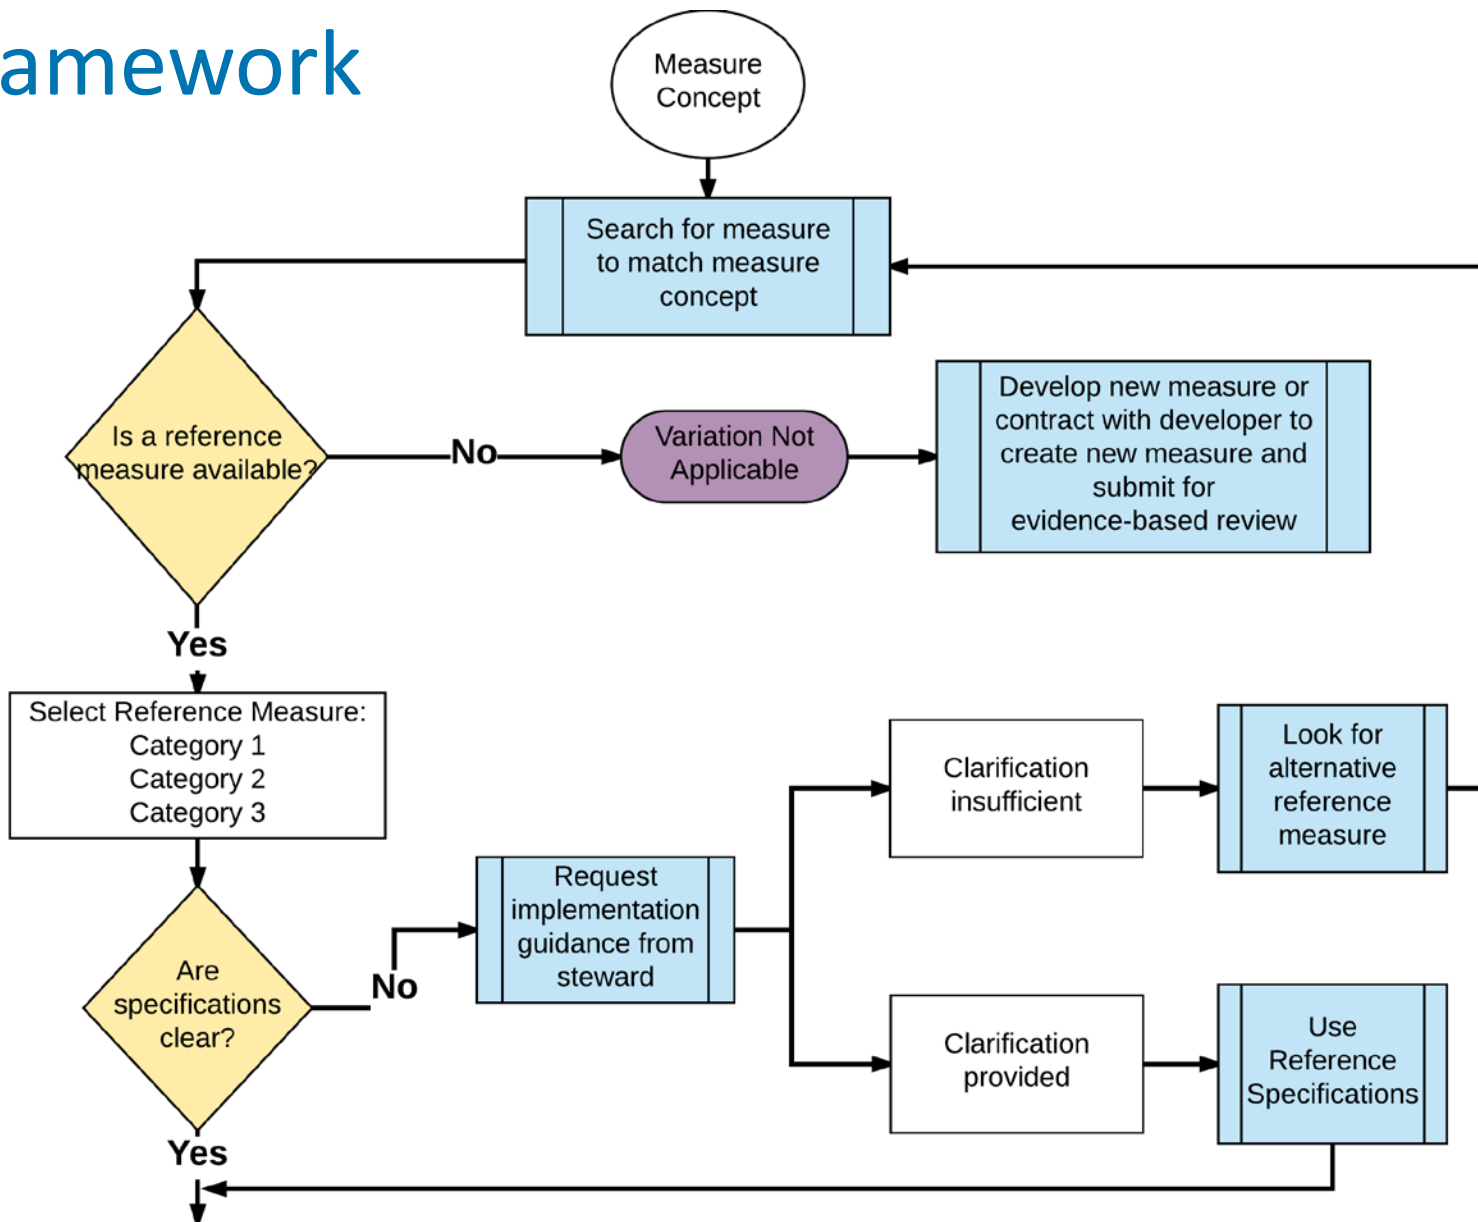 amework
Measure
Concept
Search for measure
to match measure
concept
Is a reference
measure available?
No
Variation Not
Applicable
Develop new measure or
contract with developer to
create new measure and
submit for
evidence-based review
Yes
Select Reference Measure:
Category 1
Category 2
Category 3
Are
specifications
clear?
No
Request
implementation
guidance from
steward
Clarification
insufficient
Look for
alternative
reference
measure
Clarification
provided
Use
Reference
Specifications
Yes